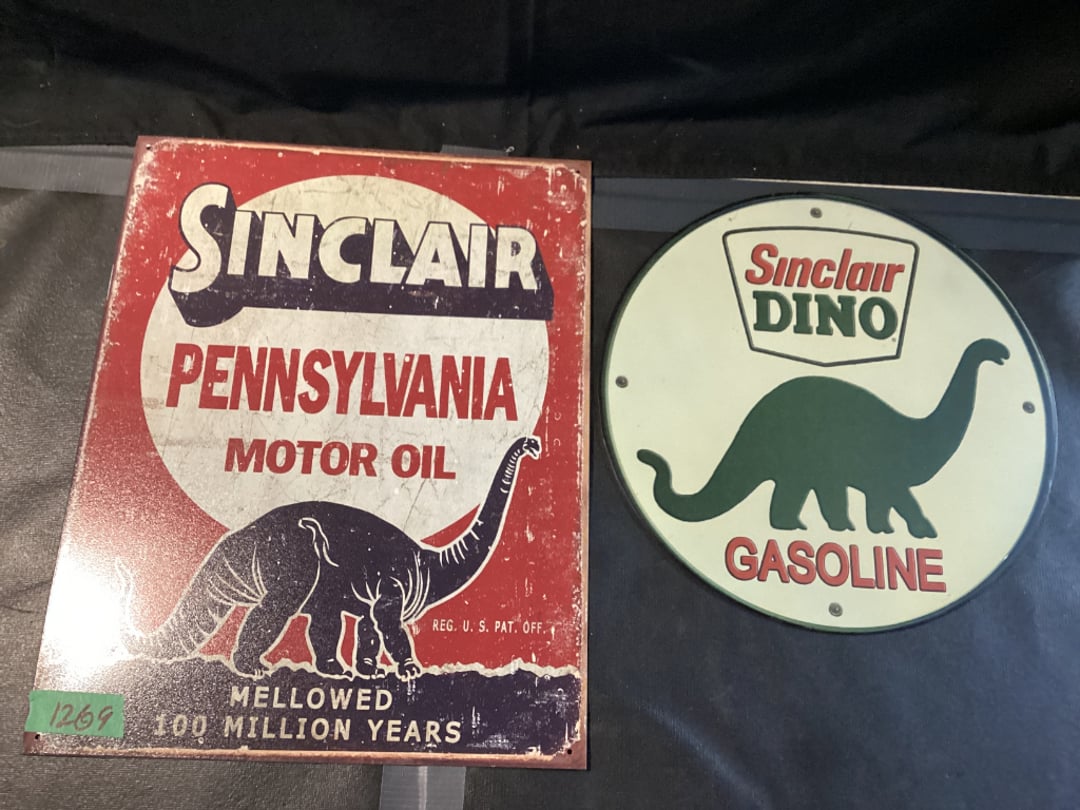 SINCLAIR
PENNSYLVANIA
MOTOR OIL
REG. U. S. PAT. OFF.
MELLOWED
100 MILLION YEARS
1269
Sinclair
DINO
GASOLINE